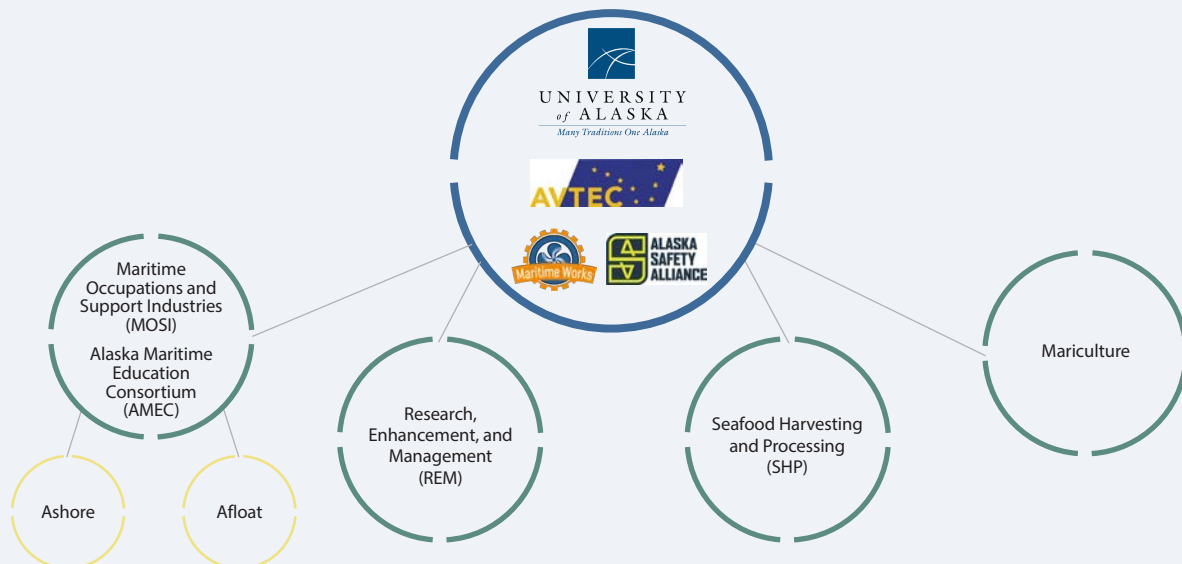 UNIVERSITY
of ALASKA
Many Traditions One Alaska
AVTEC
Maritime Works
ALASKA
SAFETY
ALLIANCE
Maritime
Occupations and
Support Industries
(MOSI)
Alaska Maritime
Education
Consortium
(AMEC)
Ashore
Afloat
Research,
Enhancement, and
Management
(REM)
Seafood Harvesting
and Processing
(SHP)
Mariculture